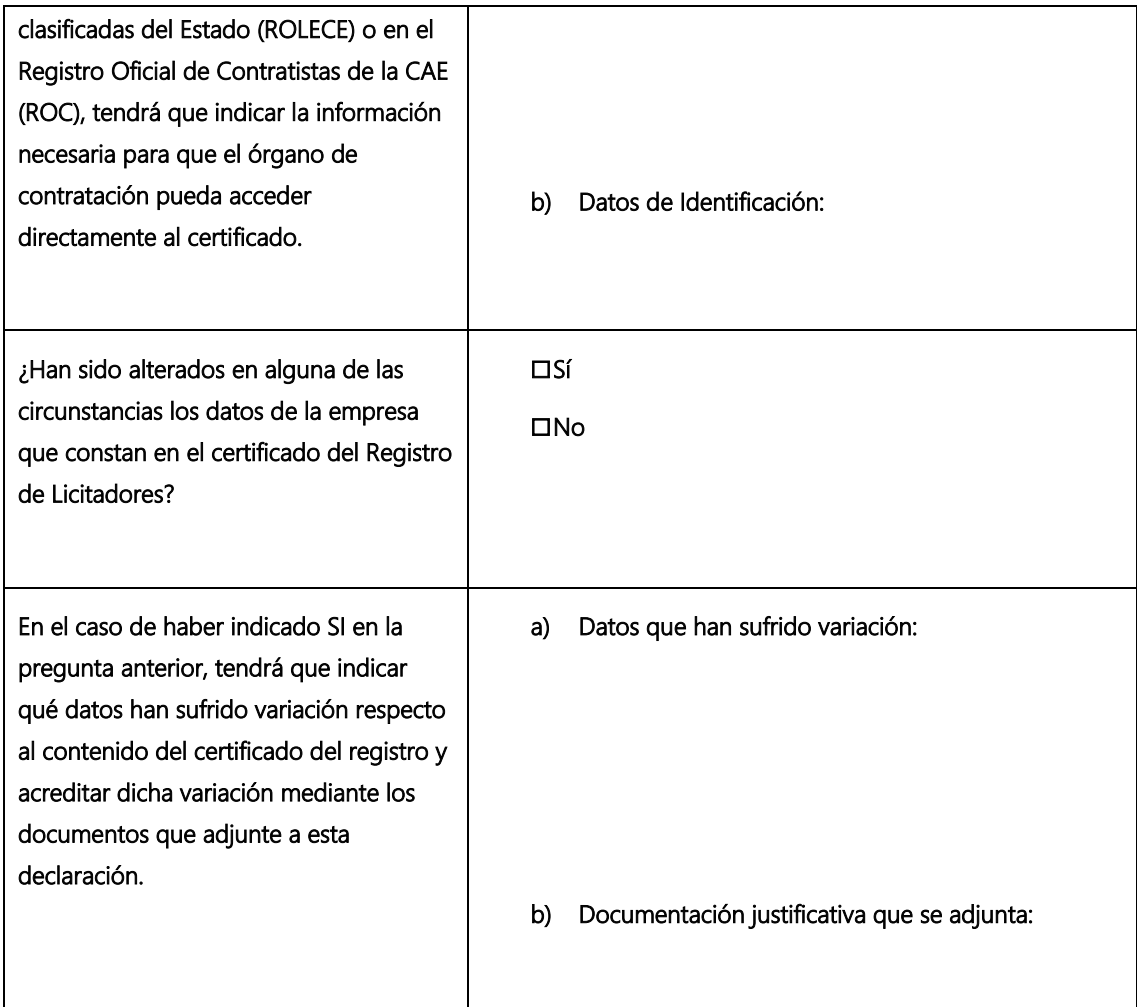 clasificadas del Estado (ROLECE) o en el
Registro Oficial de Contratistas de la CAE
(ROC), tendrá que indicar la información
necesaria para que el órgano de
contratación pueda acceder
directamente al certificado.
b) Datos de Identificación:
¿Han sido alterados en alguna de las
circunstancias los datos de la empresa
que constan en el certificado del Registro
de Licitadores?
☐Sí
☐No
En el caso de haber indicado SI en la
pregunta anterior, tendrá que indicar
qué datos han sufrido variación respecto
al contenido del certificado del registro y
acreditar dicha variación mediante los
documentos que adjunte a esta
declaración.
a) Datos que han sufrido variación:
b) Documentación justificativa que se adjunta: